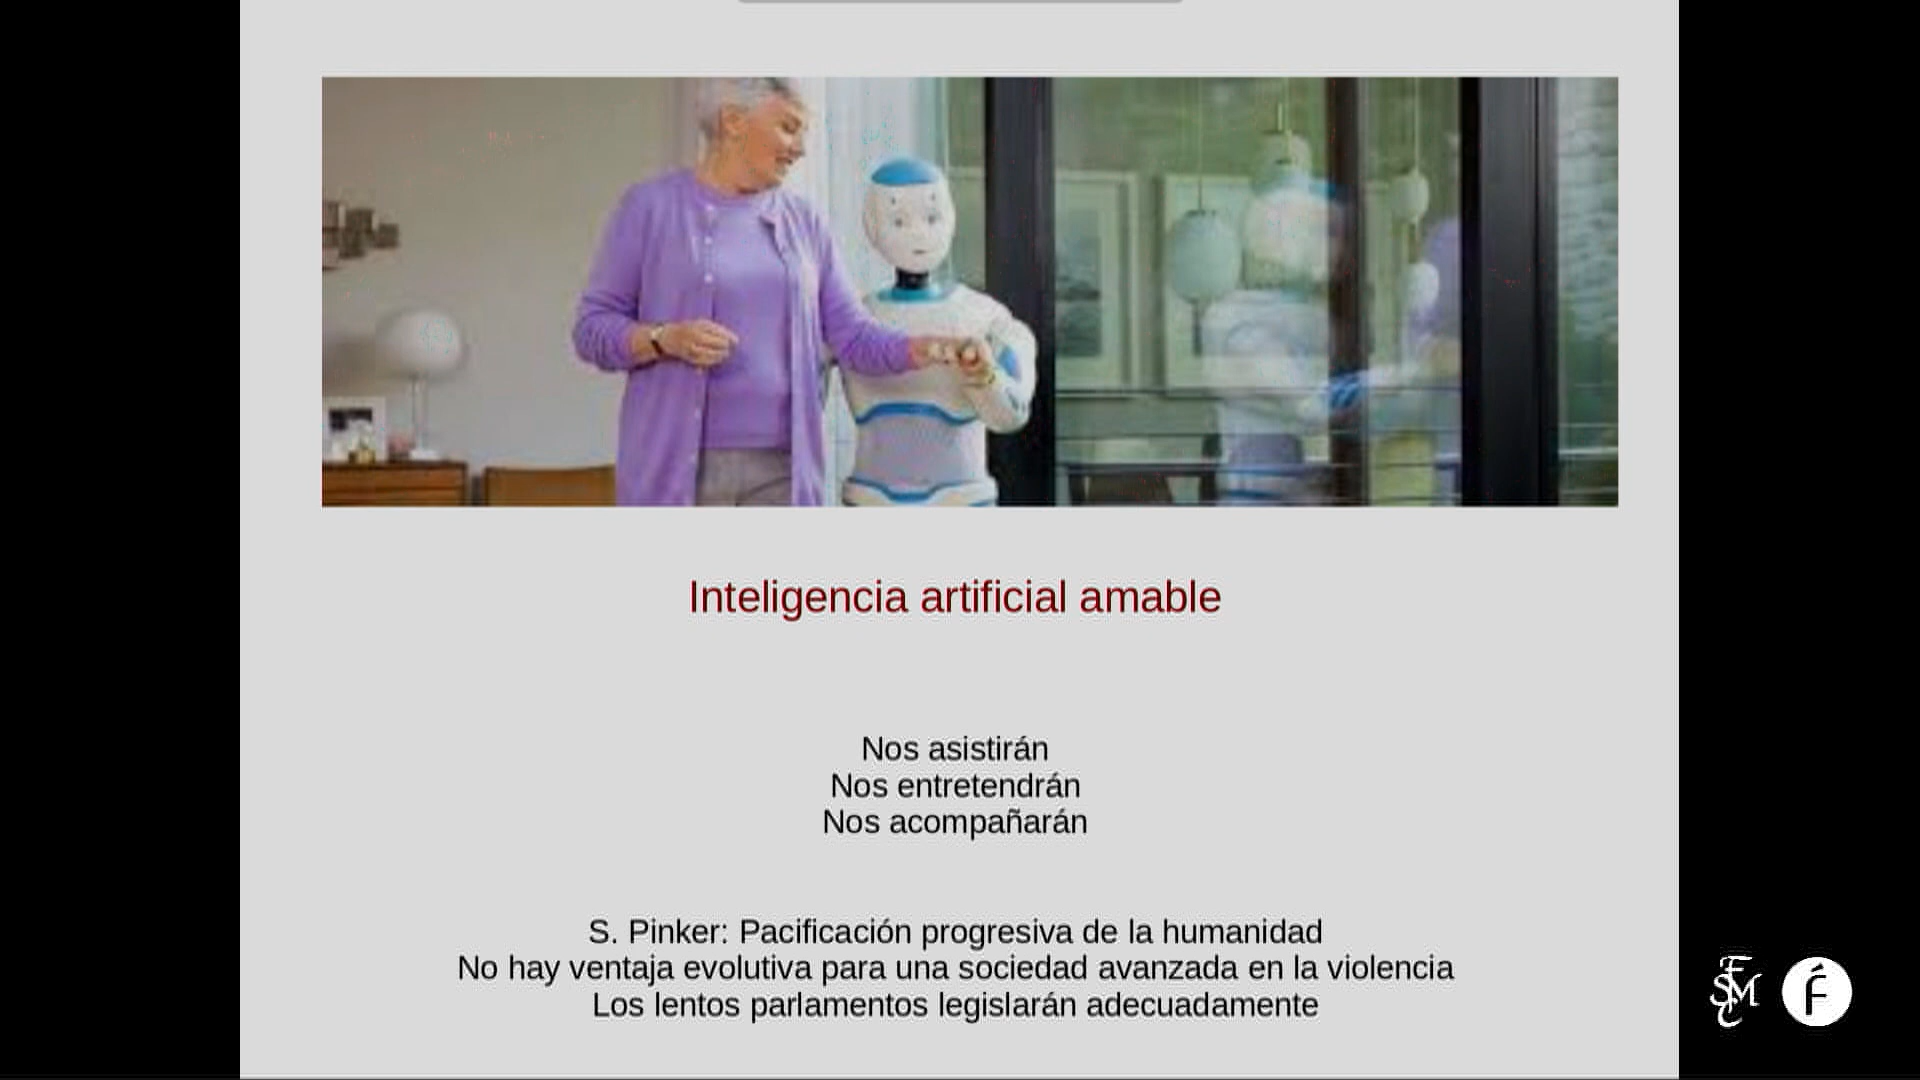 Inteligencia artificial amable
Nos asistirán
Nos entretendrán
Nos acompañarán
S. Pinker: Pacificación progresiva de la humanidad
No hay ventaja evolutiva para una sociedad avanzada en la violencia
Los lentos parlamentos legislarán adecuadamente
É